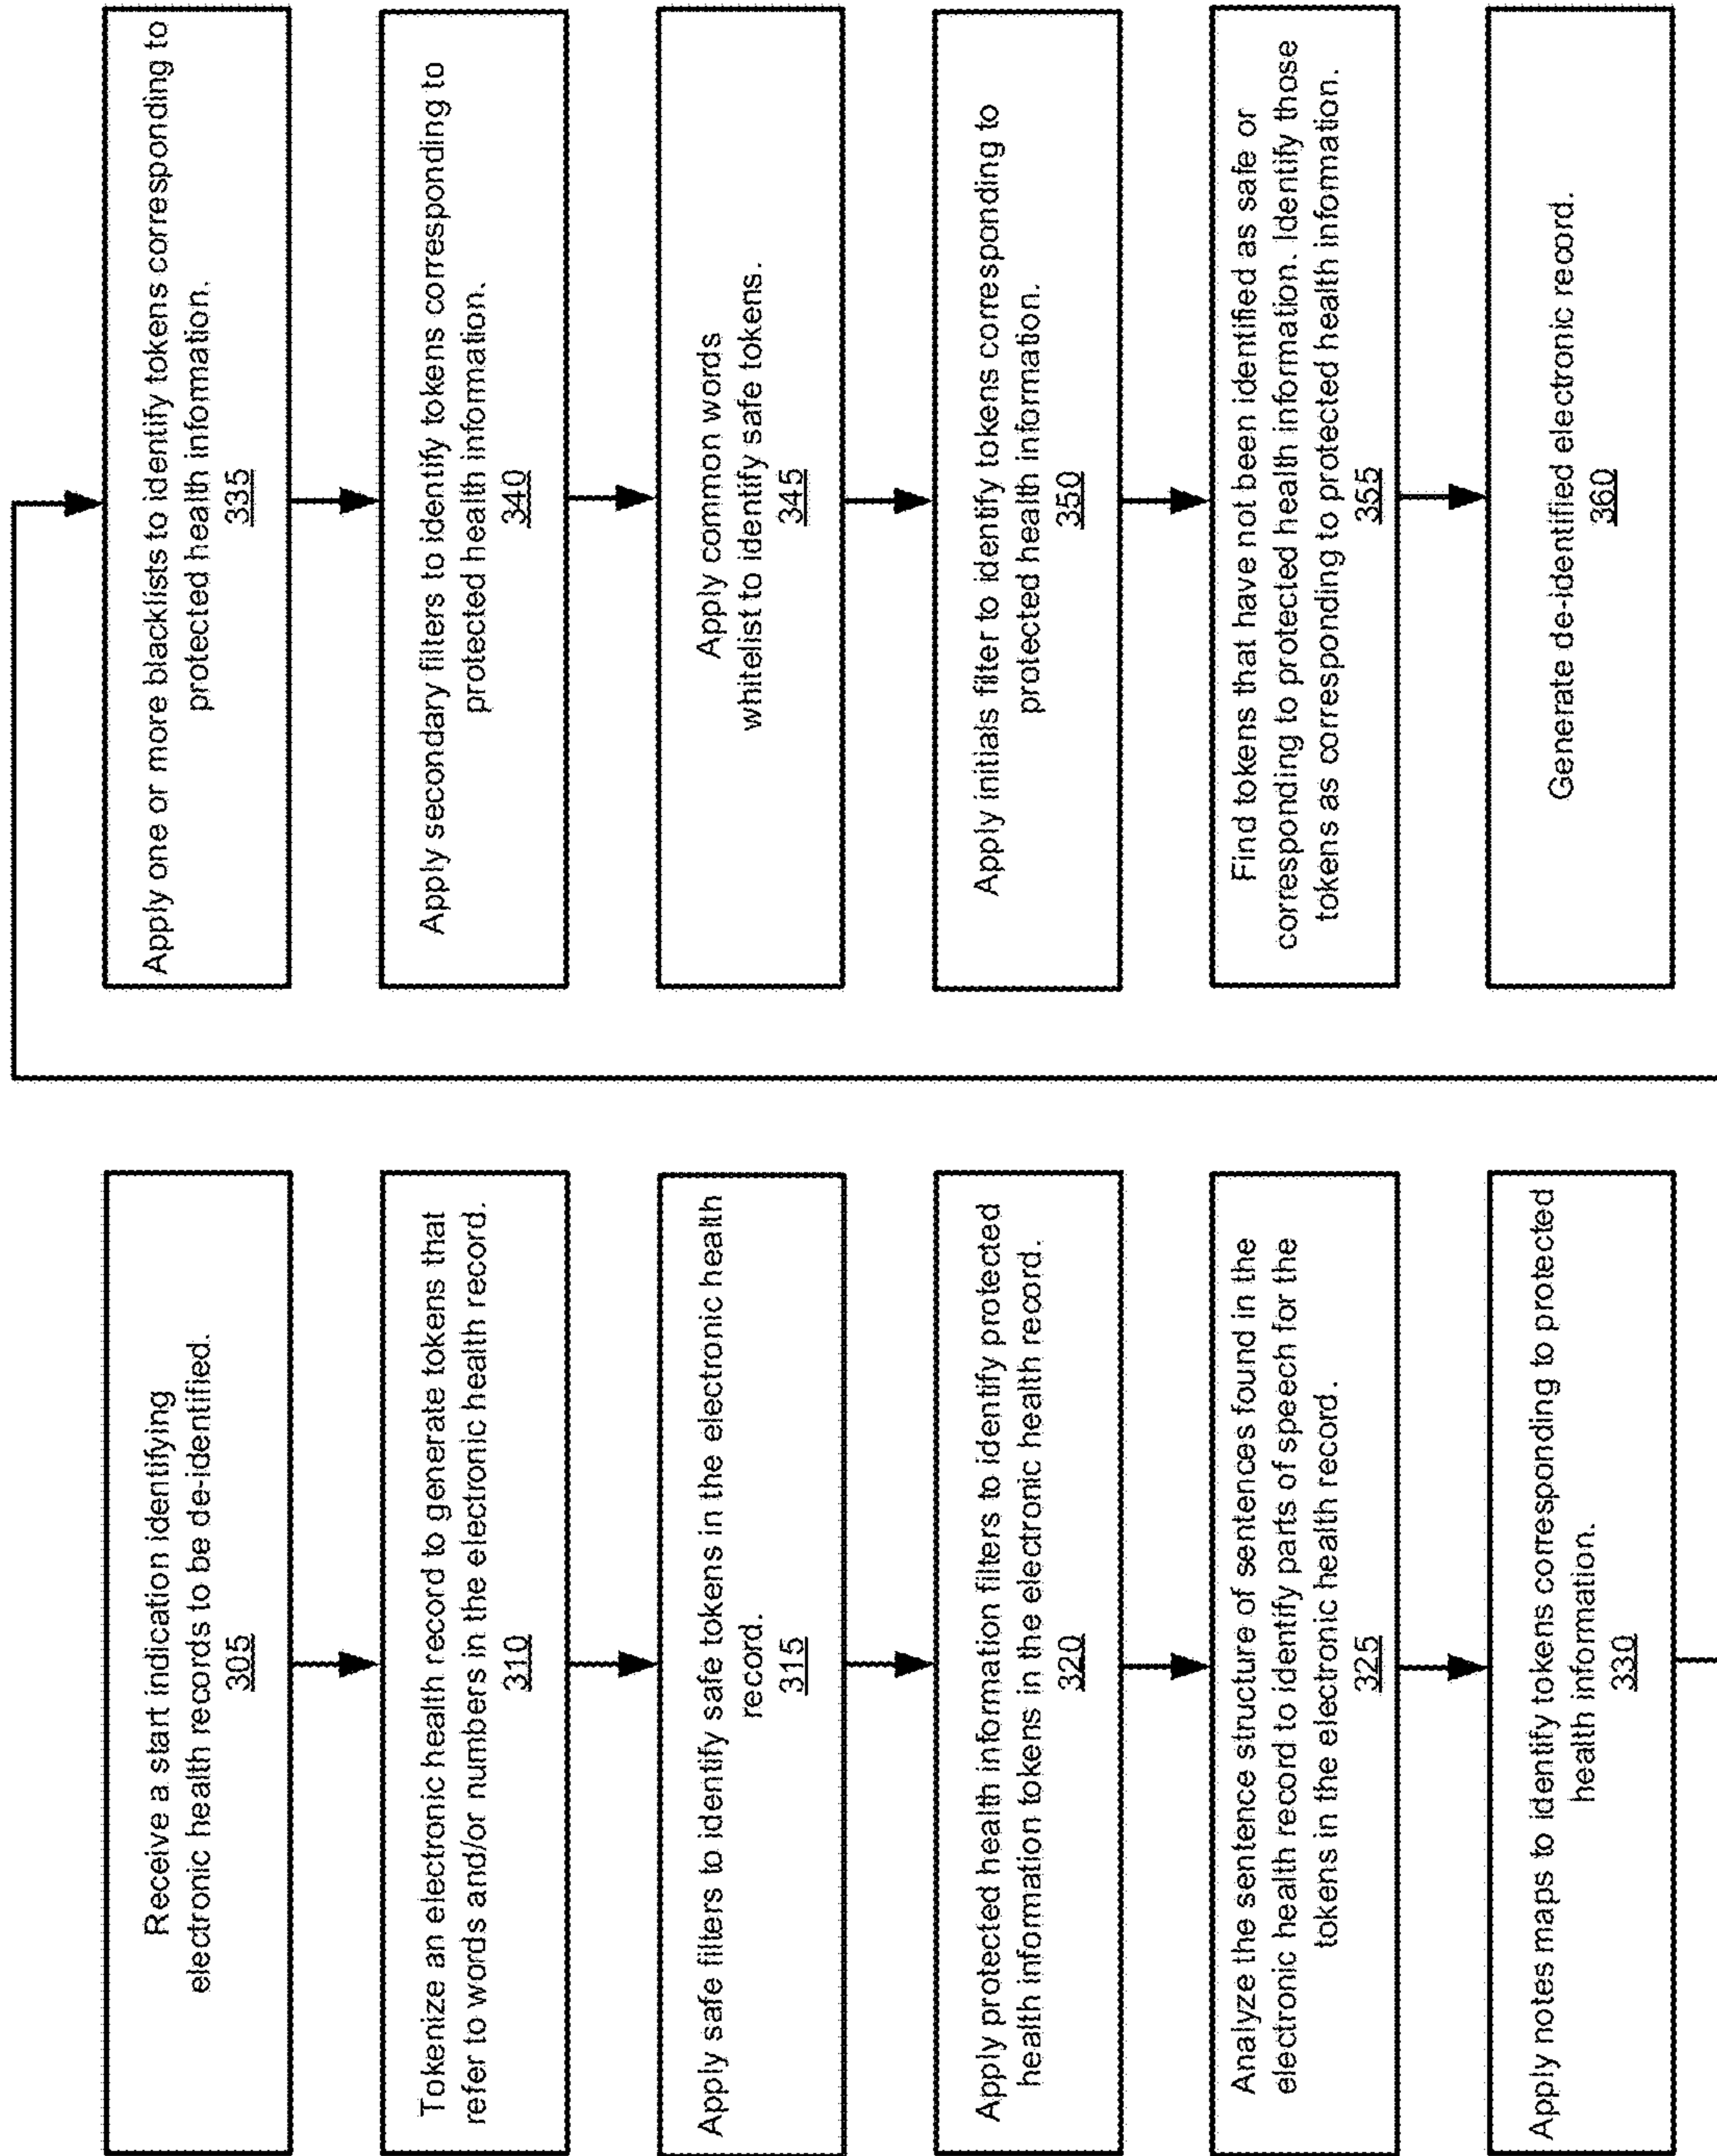 Receive a start indication identifying
electronic health records to be de-identified.
305
Tokenize an electronic health record to generate tokens that
refer to words and/or numbers in the electronic health record.
310
Apply safe filters to identify safe tokens in the electronic health
record.
315
Apply protected health information filters to identify protected
health information tokens in the electronic health record.
320
Analyze the sentence structure of sentences found in the
electronic health record to identify parts of speech for the
tokens in the electronic health record.
325
Apply notes maps to identify tokens corresponding to protected
health information.
330
Apply one or more blacklists to identify tokens corresponding to
protected health information.
335
Apply secondary filters to identify tokens corresponding to
protected health information.
340
Apply common words
whitelist to identify safe tokens.
345
Apply initials filter to identify tokens corresponding to
protected health information.
350
Find tokens that have not been identified as safe or
corresponding to protected health information. Identify those
tokens as corresponding to protected health information.
355
Generate de-identified electronic record.
360